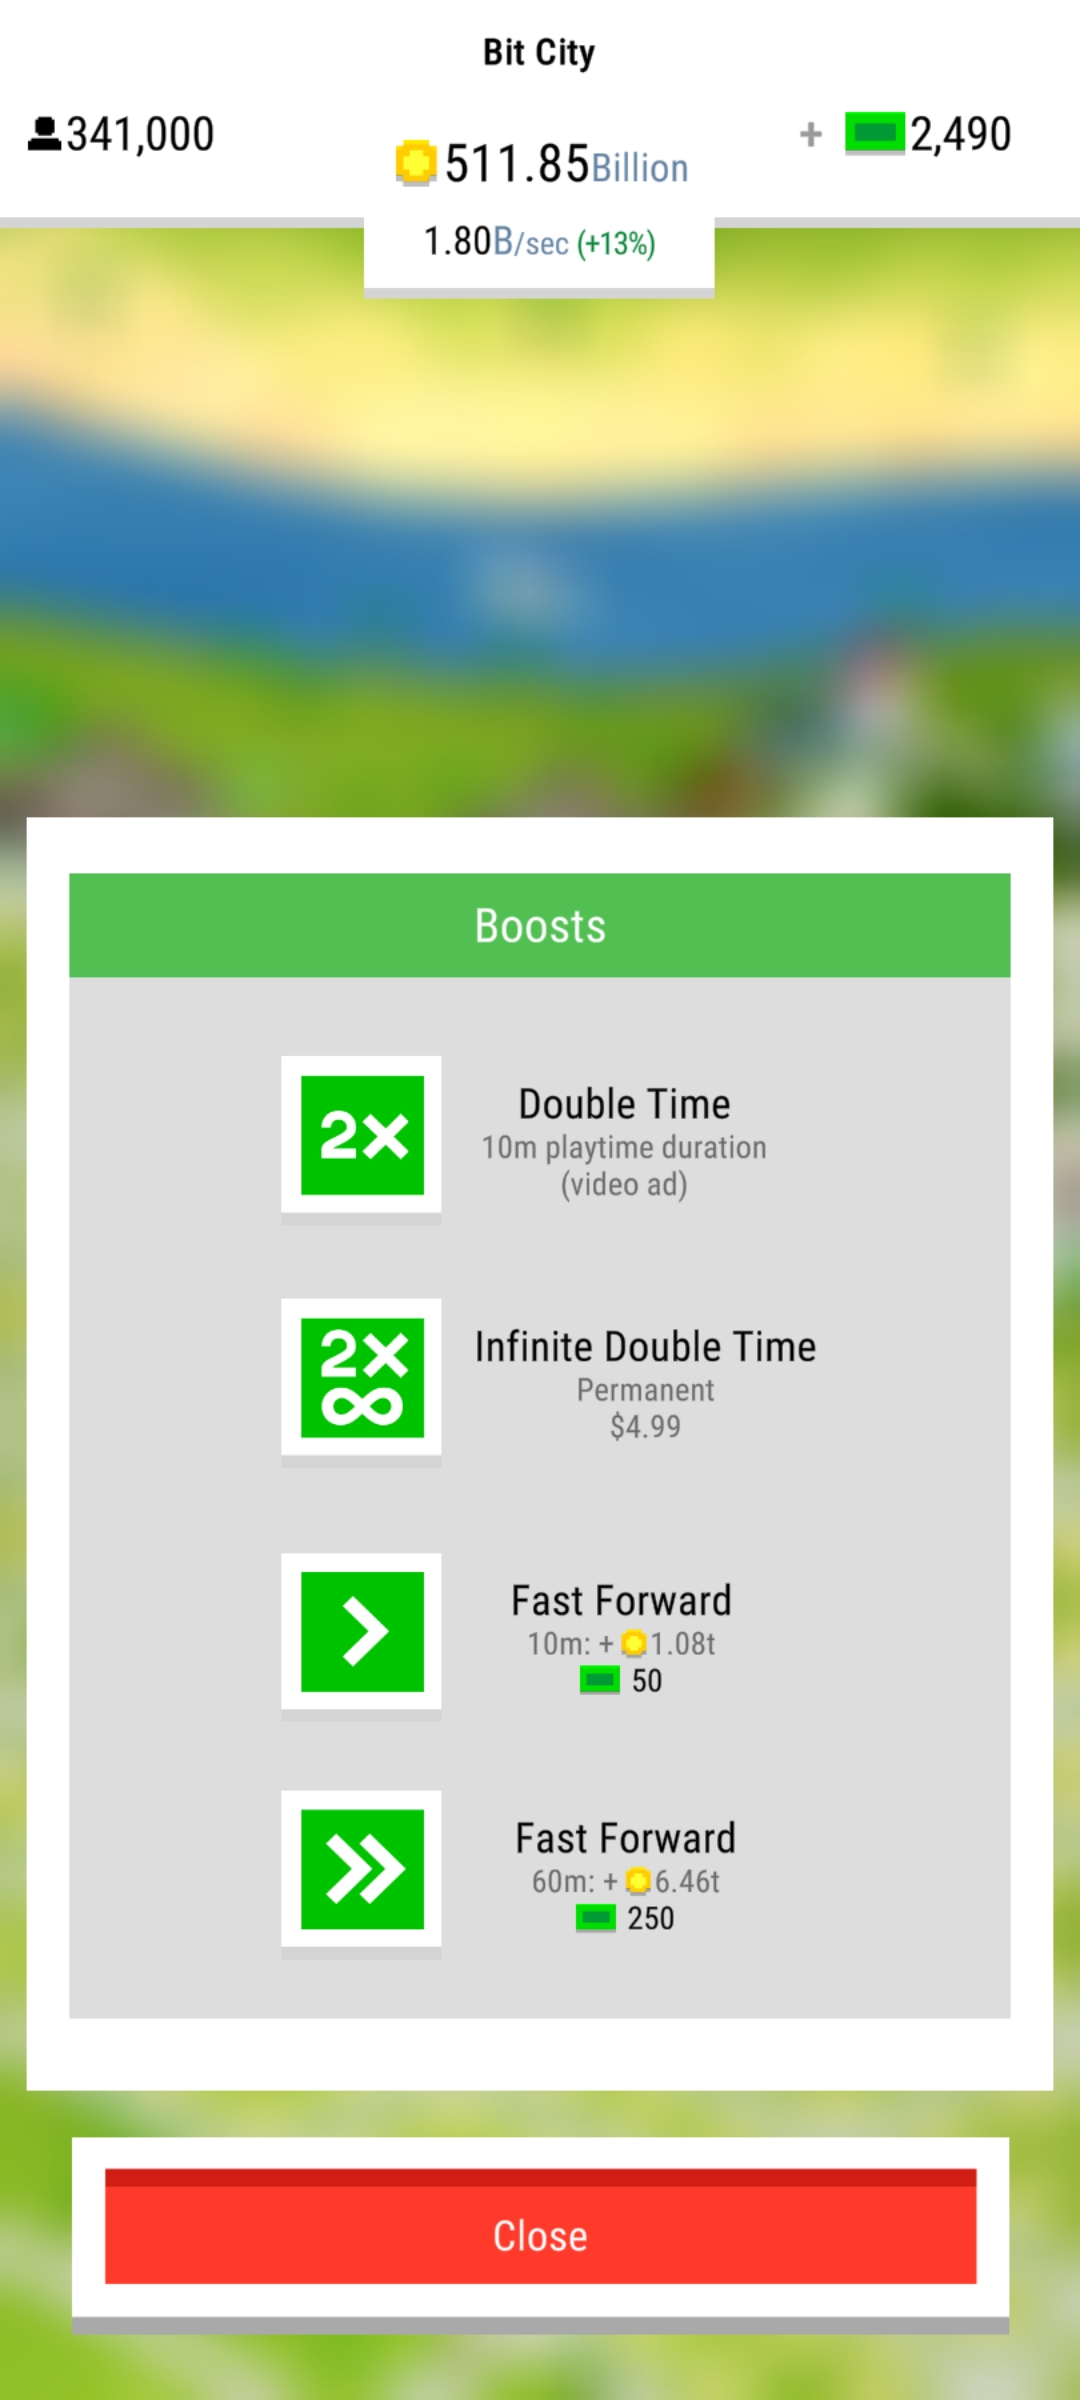 Bit City
341,000
+ 2,490
511.85Billion
1.80B/sec (+13%)
Boosts
2×
Double Time
10m playtime duration
(video ad)
2×
∞
Infinite Double Time
Permanent
$4.99
Fast Forward
10m: + 1.08t
50
Fast Forward
60m: + 6.46t
250
Close